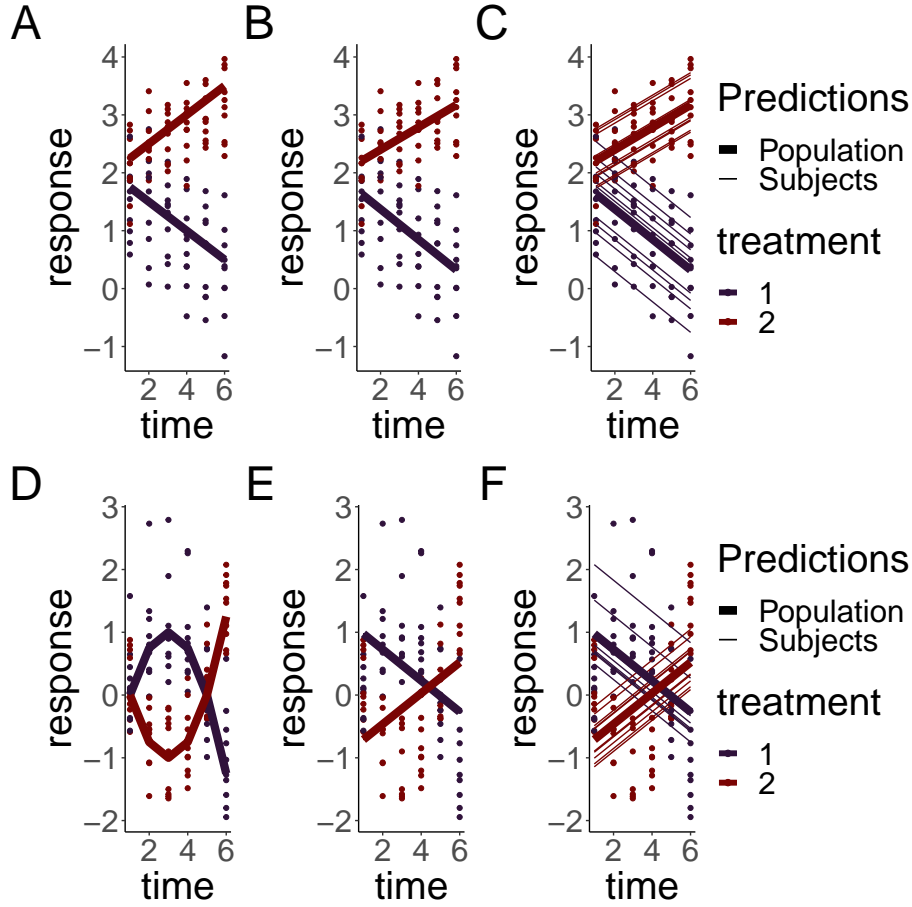 A
B
C
4
3
2
1
0
−1
response
2 4 6
time
4
3
2
1
0
−1
response
2 4 6
time
4
3
2
1
0
−1
response
2 4 6
time
Predictions
Population
Subjects
treatment
1
2
D
E
F
3
2
1
0
−1
−2
response
2 4 6
time
3
2
1
0
−1
−2
response
2 4 6
time
3
2
1
0
−1
−2
response
2 4 6
time
Predictions
Population
Subjects
treatment
1
2